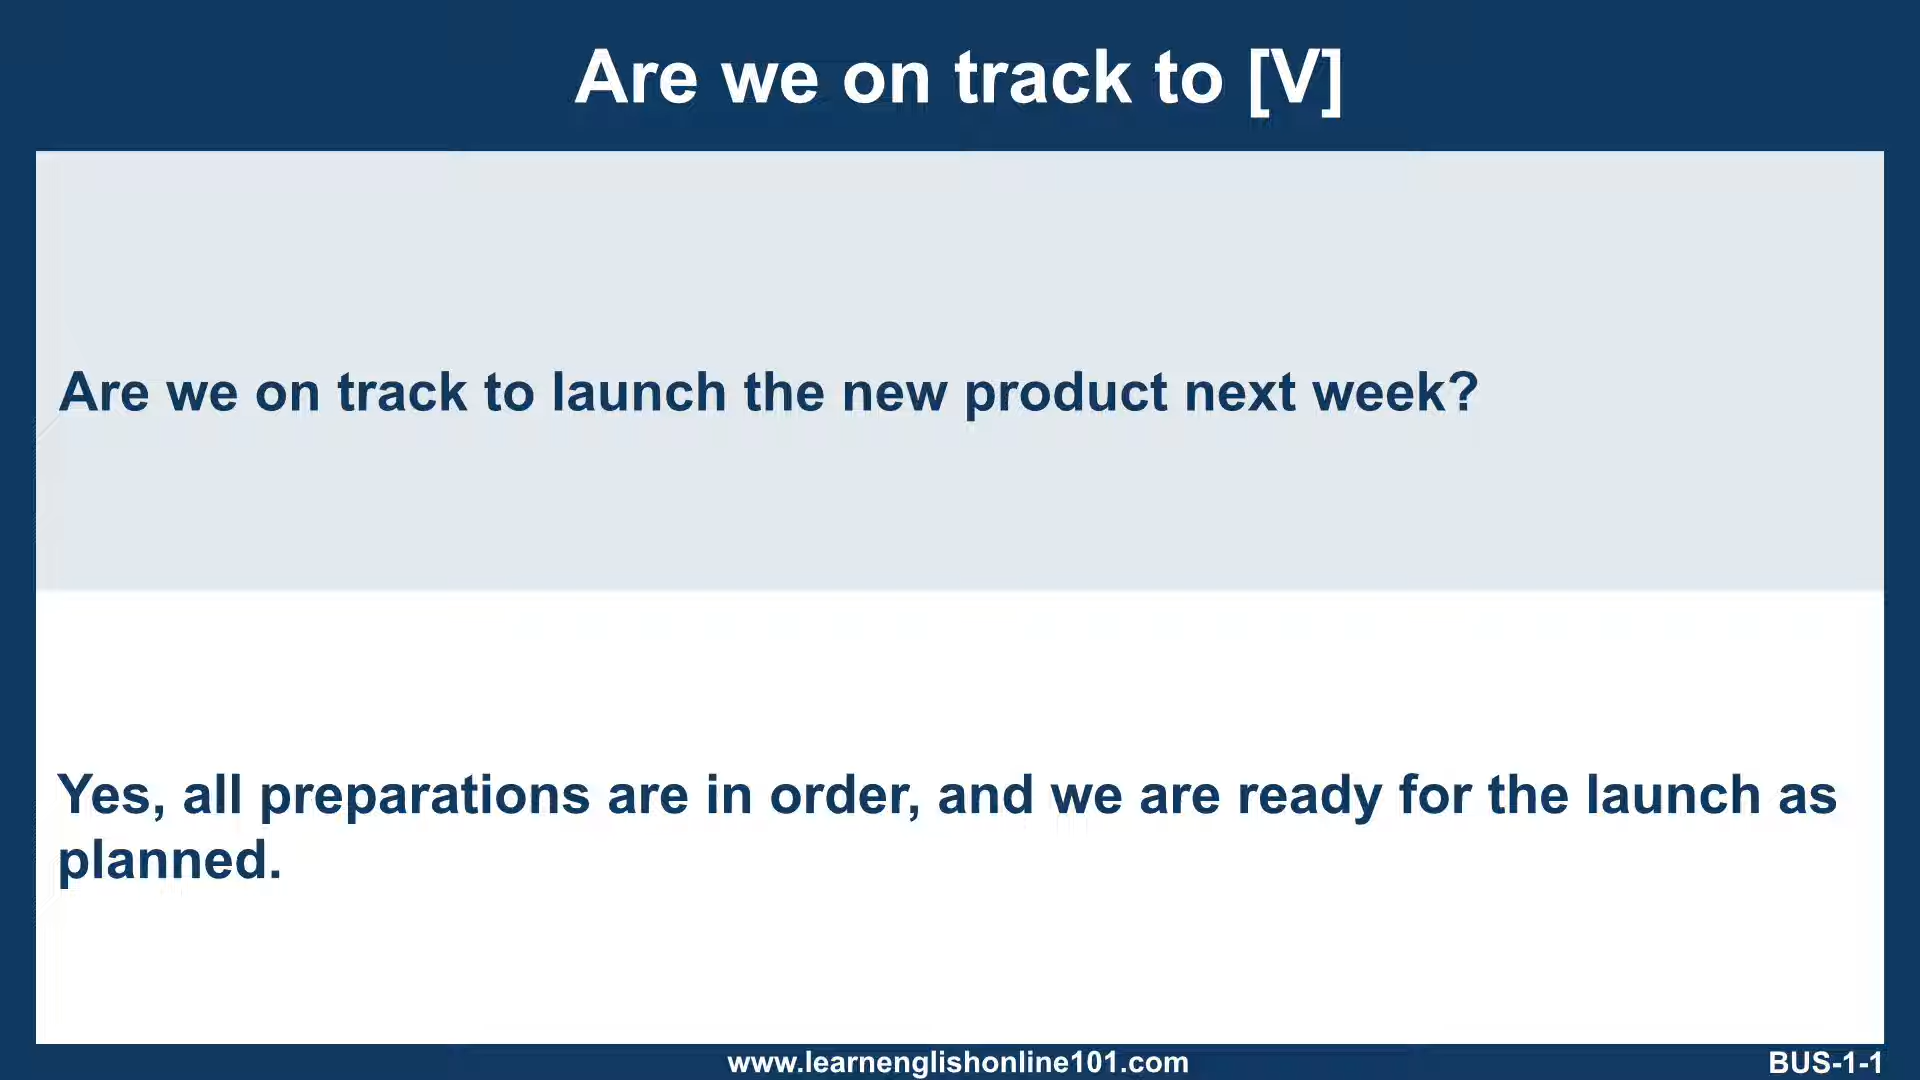 Are we on track to [V]
Are we on track to launch the new product next week?
Yes, all preparations are in order, and we are ready for the launch as
planned.
www.learnenglishonline101.com
BUS-1-1